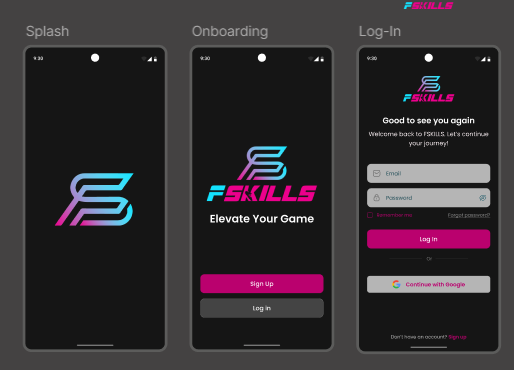 FSKILLS
Splash
Onboarding
Log-In
9:30
9:30
FSKILLS
Elevate Your Game
Sign Up
Log in
9:30
FSKILLS
Good to see you again
Welcome back to FSKILLS. Let's continue
your journey!
Email
Password
Remember me
Forgot password?
Log In
Or
Continue with Google
Don't have an account? Sign up